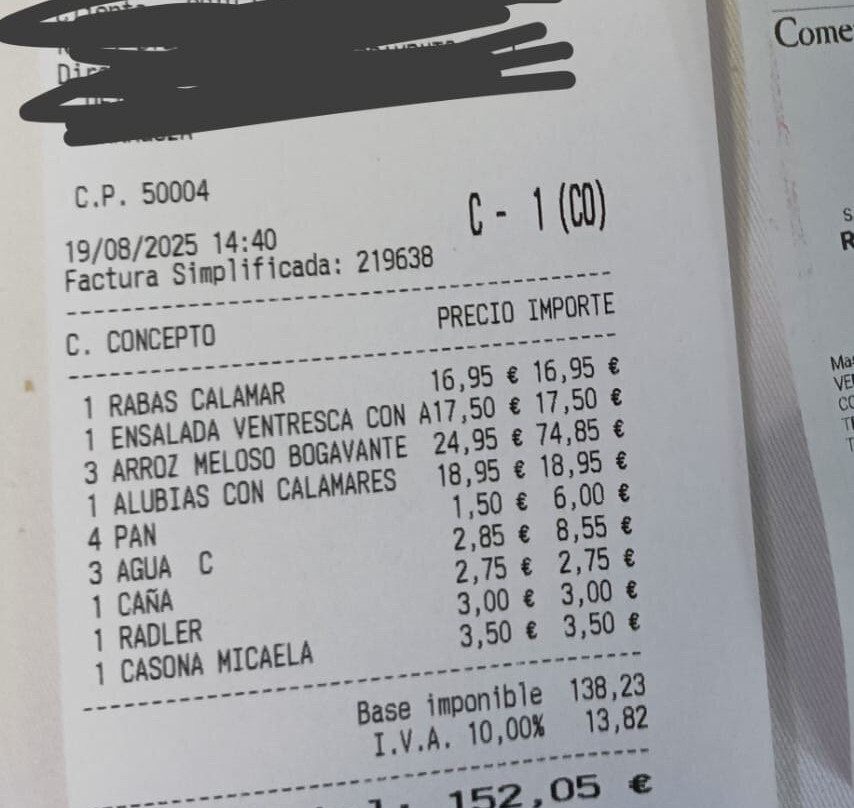 C.P. 50004
C - 1 (CO)
19/08/2025 14:40
Factura Simplificada: 219638
C. CONCEPTO PRECIO IMPORTE
1 RABAS CALAMAR 16,95 € 16,95 €
1 ENSALADA VENTRESCA CON A17,50 € 17,50 €
3 ARROZ MELOSO BOGAVANTE 24,95 € 74,85 €
1 ALUBIAS CON CALAMARES 18,95 € 18,95 €
4 PAN 1,50 € 6,00 €
3 AGUA C 2,85 € 8,55 €
1 CAÑA 2,75 € 2,75 €
1 RADLER 3,00 € 3,00 €
1 CASONA MICAELA 3,50 € 3,50 €
Base imponible 138,23
I.V.A. 10,00% 13,82
152,05 €